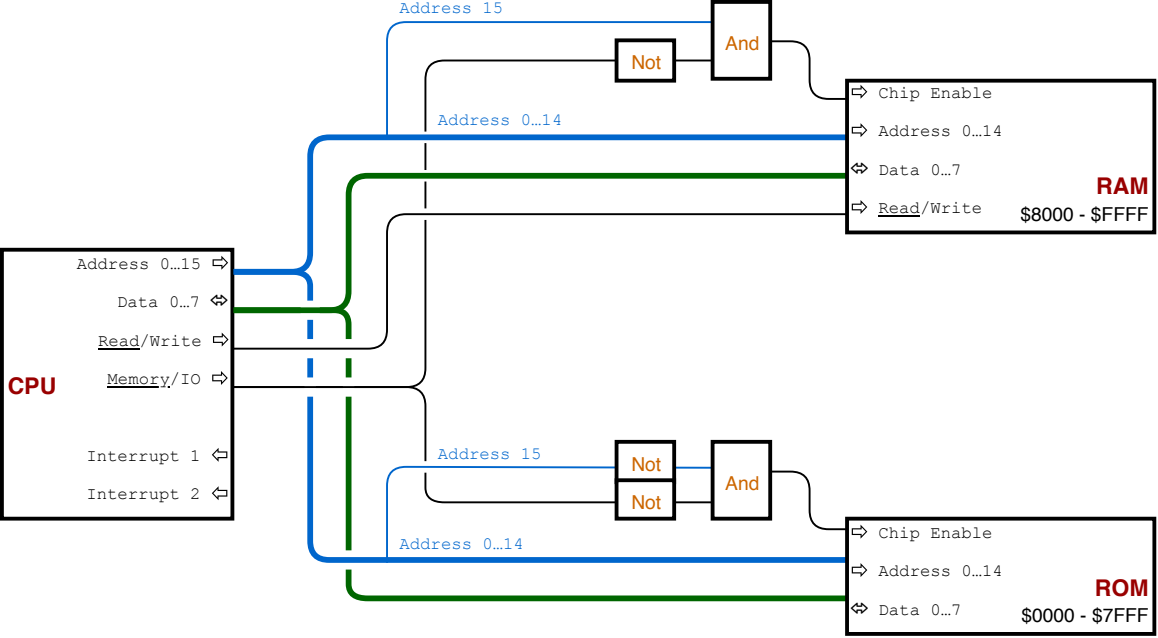 Address 15
And
Not
Chip Enable
Address 0…14
Address 0…14
Data 0…7
RAM
Read/Write
$8000 - $FFFF
Address 0…15
Data 0…7
Read/Write
Memory/IO
CPU
Interrupt 1
Interrupt 2
Address 15
Not
And
Not
Address 0…14
Chip Enable
Address 0…14
ROM
Data 0…7
$0000 - $7FFF